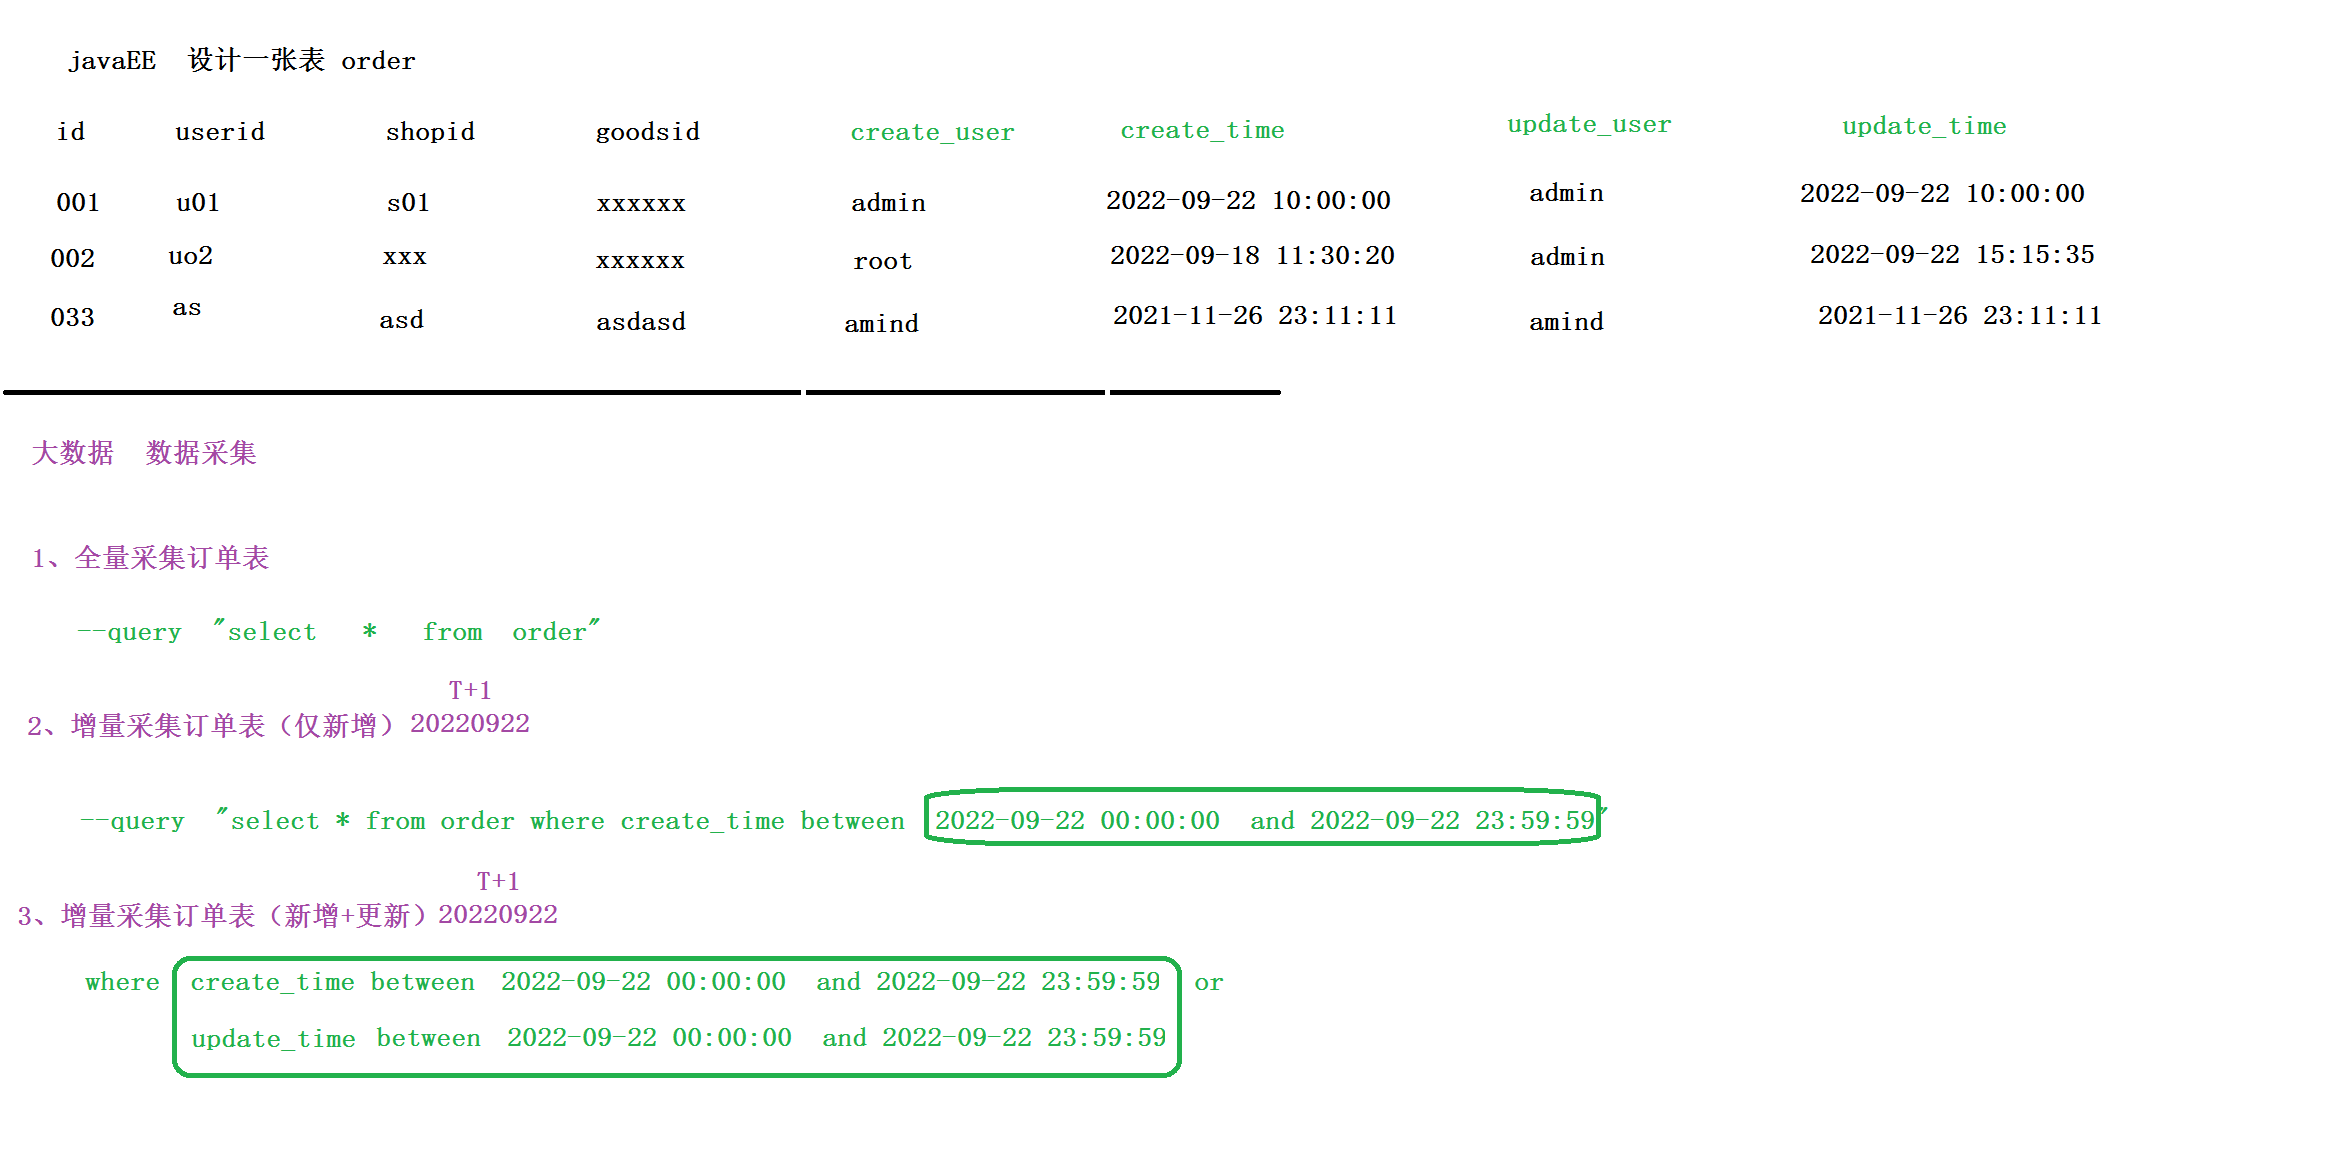 javaEE 设计一张表 order
id userid shopid goodsid create_user create_time update_user update_time
001 u01 s01 xxxxxx admin 2022-09-22 10:00:00 admin 2022-09-22 10:00:00
002 uo2 xxx xxxxxx root 2022-09-18 11:30:20 admin 2022-09-22 15:15:35
033 as asd asdasd amind 2021-11-26 23:11:11 amind 2021-11-26 23:11:11
大数据 数据采集
1、全量采集订单表
--query "select * from order"
T+1
2、增量采集订单表（仅新增）20220922
--query "select * from order where create_time between 2022-09-22 00:00:00 and 2022-09-22 23:59:59"
T+1
3、增量采集订单表（新增+更新）20220922
where create_time between 2022-09-22 00:00:00 and 2022-09-22 23:59:59 or
update_time between 2022-09-22 00:00:00 and 2022-09-22 23:59:59